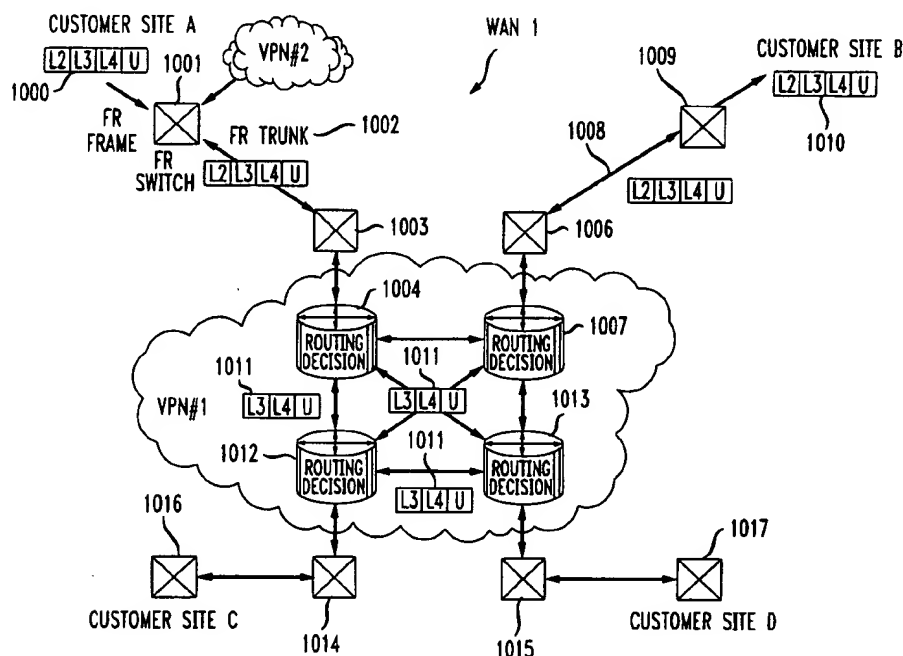 CUSTOMER SITE A
L2 L3 L4 U
1000
1001
VPN#2
WAN 1
CUSTOMER SITE B
L2 L3 L4 U
1010
1009
FR
FRAME
FR
SWITCH
FR TRUNK
1002
L2 L3 L4 U
1008
L2 L3 L4 U
1003
1006
1004
ROUTING
DECISION
1007
ROUTING
DECISION
VPN#1
1011
L3 L4 U
1011
L3 L4 U
1012
ROUTING
DECISION
1011
L3 L4 U
1013
ROUTING
DECISION
1016
CUSTOMER SITE C
1014
1015
1017
CUSTOMER SITE D